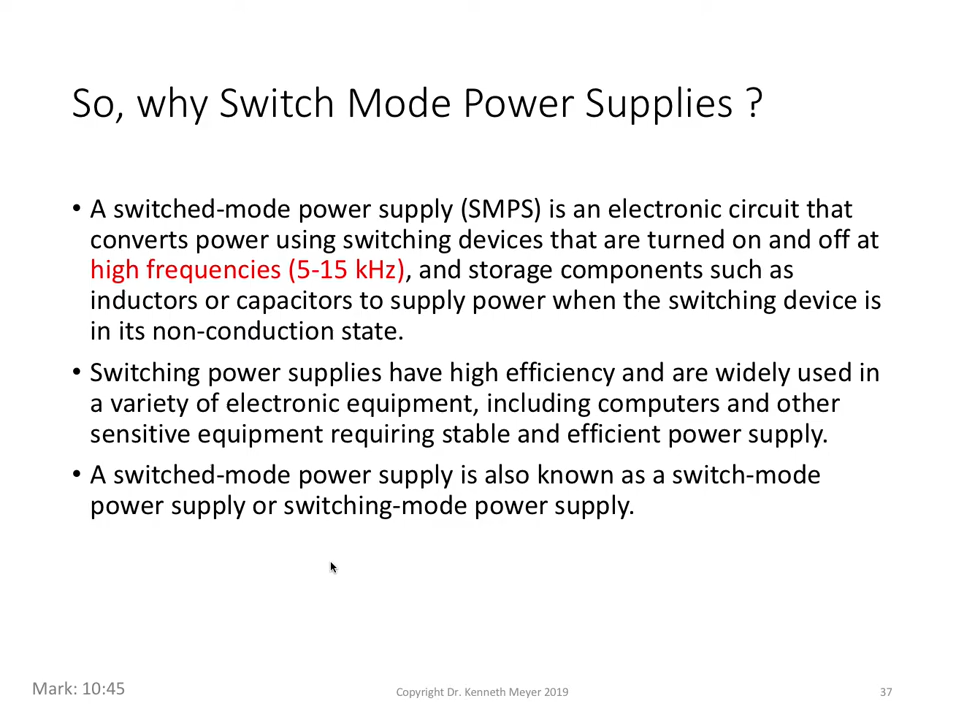 So, why Switch Mode Power Supplies ?
• A switched-mode power supply (SMPS) is an electronic circuit that
converts power using switching devices that are turned on and off at
high frequencies (5-15 kHz), and storage components such as
inductors or capacitors to supply power when the switching device is
in its non-conduction state.
• Switching power supplies have high efficiency and are widely used in
a variety of electronic equipment, including computers and other
sensitive equipment requiring stable and efficient power supply.
• A switched-mode power supply is also known as a switch-mode
power supply or switching-mode power supply.
Mark: 10:45
Copyright Dr. Kenneth Meyer 2019
37